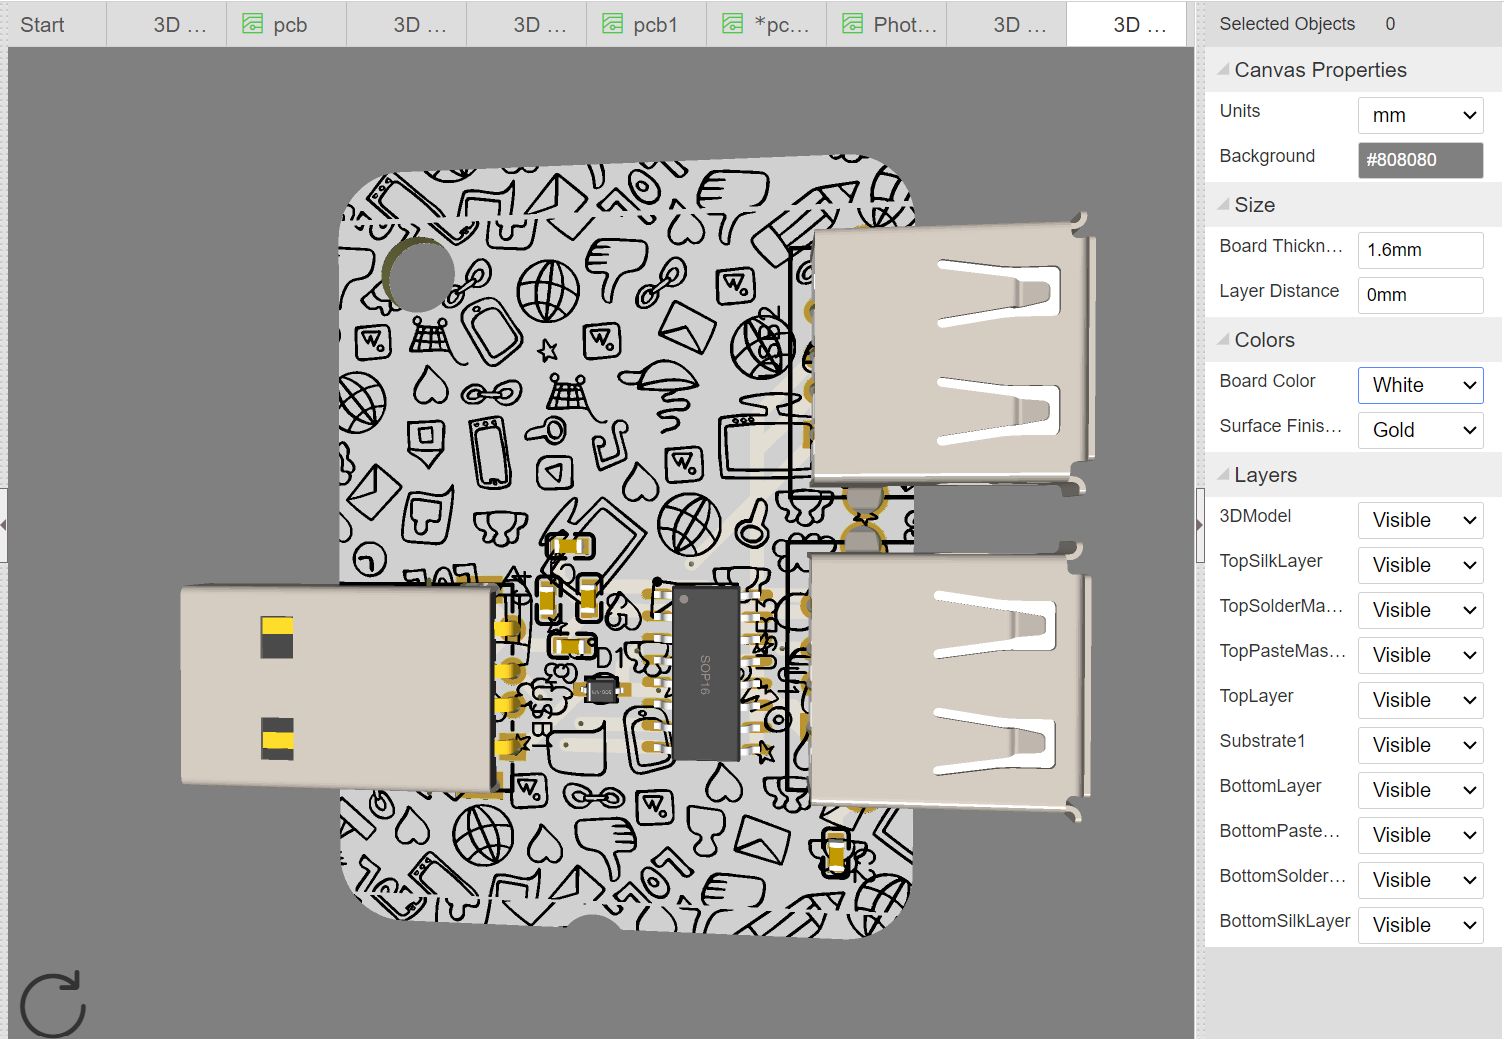 Start
3D ...
pcb
3D ...
3D ...
pcb1
*pc...
Phot...
3D ...
3D ...
Selected Objects 0
Canvas Properties
Units mm
Background #808080
Size
Board Thickn... 1.6mm
Layer Distance 0mm
Colors
Board Color White
Surface Finis... Gold
Layers
3DModel Visible
TopSilkLayer Visible
TopSolderMa... Visible
TopPasteMas... Visible
TopLayer Visible
Substrate1 Visible
BottomLayer Visible
BottomPaste... Visible
BottomSolder... Visible
BottomSilkLayer Visible
SOP16
USB1